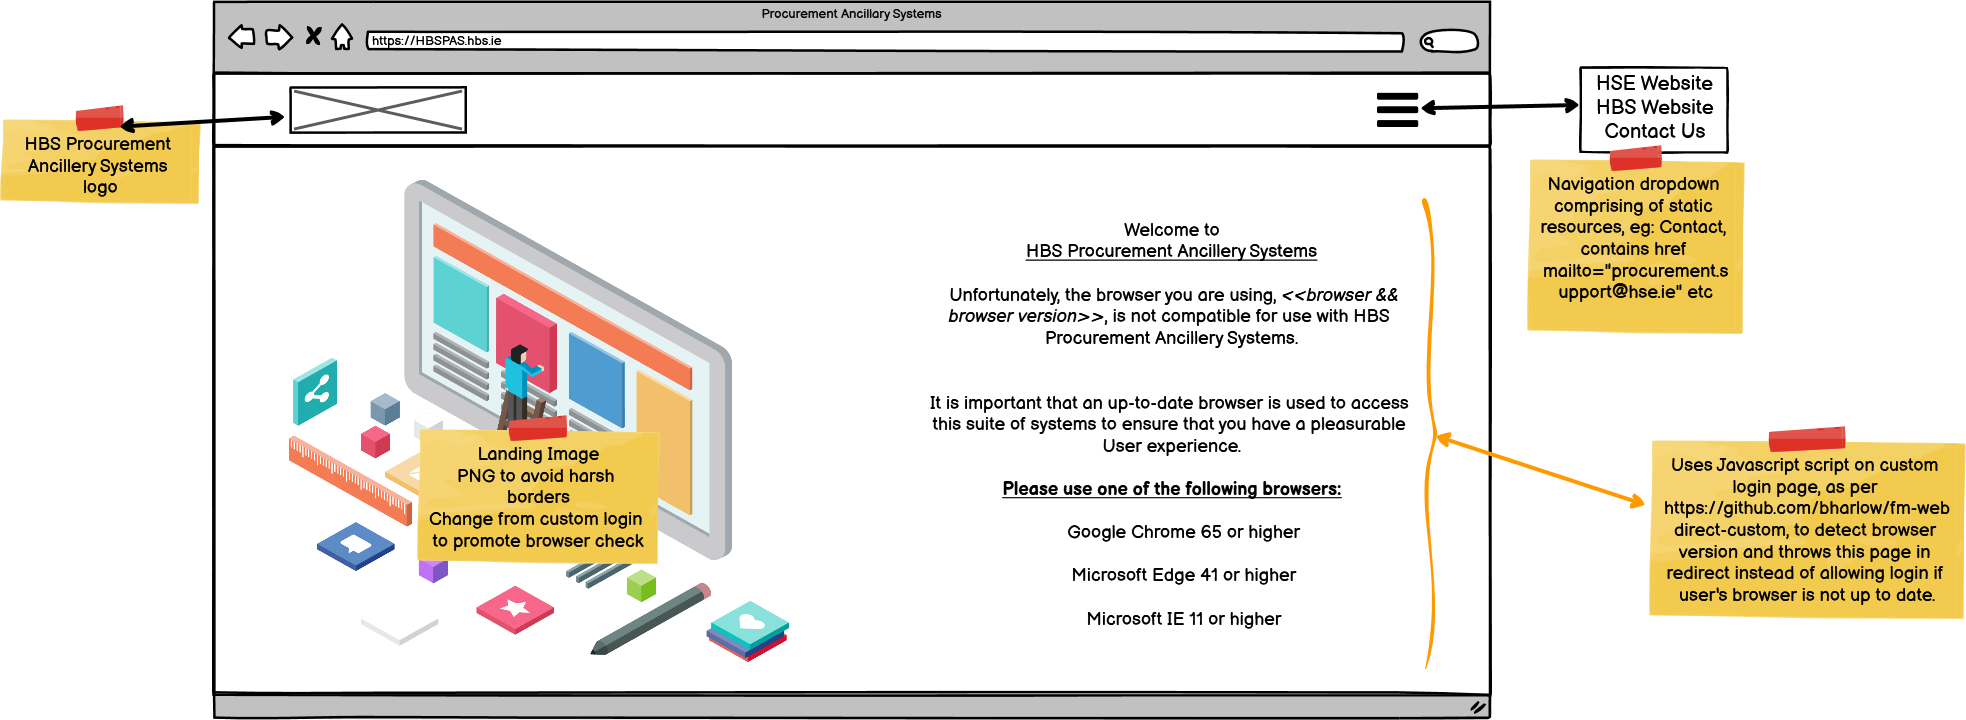 Procurement Ancillary Systems
https://HBSPAS.hbs.ie
HBS Procurement
Ancillery Systems
logo
HSE Website
HBS Website
Contact Us
Navigation dropdown
comprising of static
resources, eg: Contact,
contains href
mailto="procurement.s
upport@hse.ie" etc
Welcome to
HBS Procurement Ancillery Systems
Unfortunately, the browser you are using, <<browser &&
browser version>>, is not compatible for use with HBS
Procurement Ancillery Systems.
It is important that an up-to-date browser is used to access
this suite of systems to ensure that you have a pleasurable
User experience.
Please use one of the following browsers:
Google Chrome 65 or higher
Microsoft Edge 41 or higher
Microsoft IE 11 or higher
Landing Image
PNG to avoid harsh
borders
Change from custom login
to promote browser check
Uses Javascript script on custom
login page, as per
https://github.com/bharlow/fm-web
direct-custom, to detect browser
version and throws this page in
redirect instead of allowing login if
user's browser is not up to date.